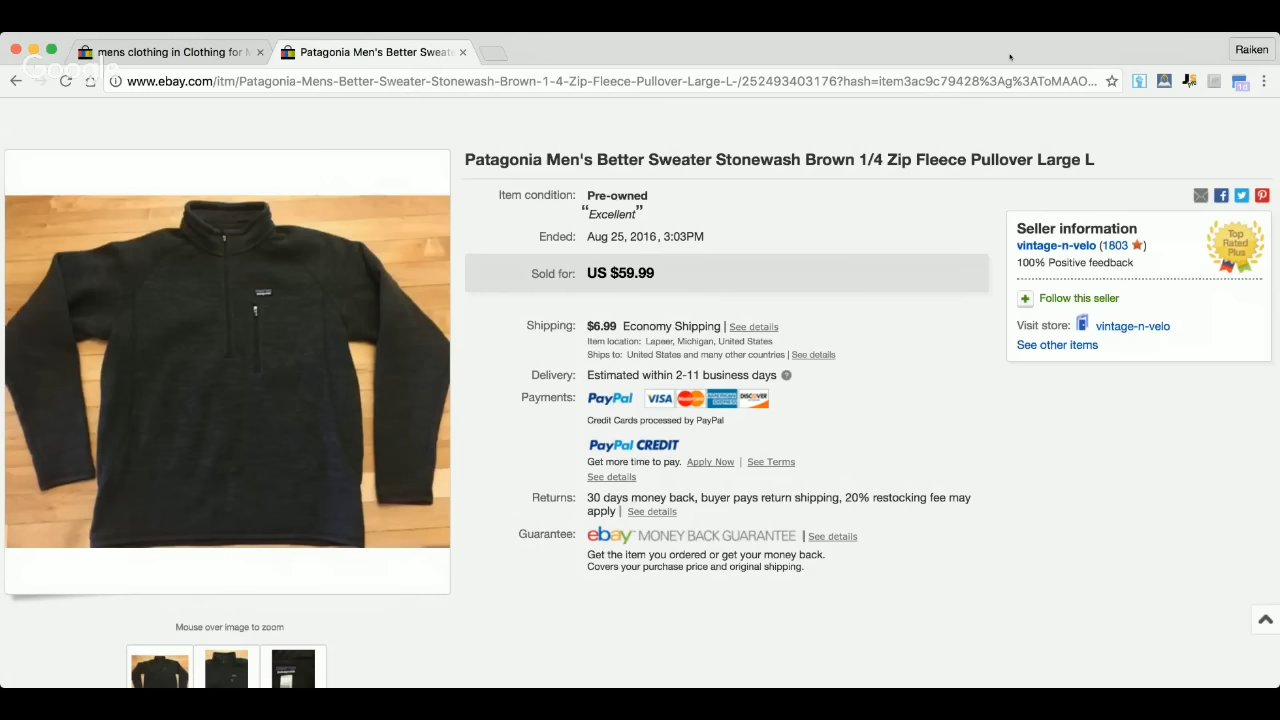 mens clothing in Clothing for M
Patagonia Men's Better Sweate
Raiken
Google
www.ebay.com/itm/Patagonia-Mens-Better-Sweater-Stonewash-Brown-1-4-Zip-Fleece-Pullover-Large-L-/252493403176?hash=item3ac9c79428%3Ag%3AToMAAO...
Patagonia Men's Better Sweater Stonewash Brown 1/4 Zip Fleece Pullover Large L
Item condition: Pre-owned
“Excellent”
Ended: Aug 25, 2016, 3:03PM
Sold for: US $59.99
Shipping: $6.99 Economy Shipping | See details
Item location: Lapeer, Michigan, United States
Ships to: United States and many other countries | See details
Delivery: Estimated within 2-11 business days ?
Payments: PayPal VISA MasterCard AMERICAN EXPRESS DISCOVER
Credit Cards processed by PayPal
PayPal CREDIT
Get more time to pay. Apply Now | See Terms
See details
Returns: 30 days money back, buyer pays return shipping, 20% restocking fee may
apply | See details
Guarantee: ebay MONEY BACK GUARANTEE | See details
Get the item you ordered or get your money back.
Covers your purchase price and original shipping.
Seller information
vintage-n-velo (1803 )
100% Positive feedback
Top
Rated
Plus
+ Follow this seller
Visit store: vintage-n-velo
See other items
Mouse over image to zoom